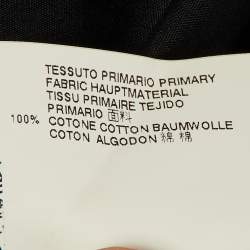 TESSUTO PRIMARIO PRIMARY
FABRIC HAUPTMATERIAL
TISSU PRIMAIRE TEJIDO
PRIMARIO 面料
100% COTONE COTTON BAUMWOLLE
COTON ALGODON 綿 棉